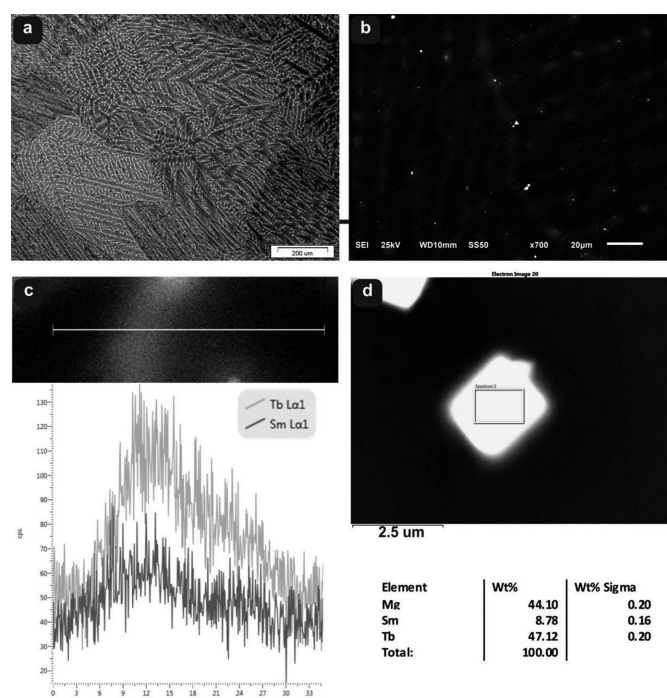 a
200 um
b
SEI 25kV WD10mm SS50 x700 20µm
c
Tb Lα1
Sm Lα1
cps
130
120
110
100
90
80
70
60
50
40
30
20
0 3 6 9 12 15 18 21 24 27 30 33
Electron Image 20
d
Spectrum 3
2.5 um
Element Wt% Wt% Sigma
Mg 44.10 0.20
Sm 8.78 0.16
Tb 47.12 0.20
Total: 100.00